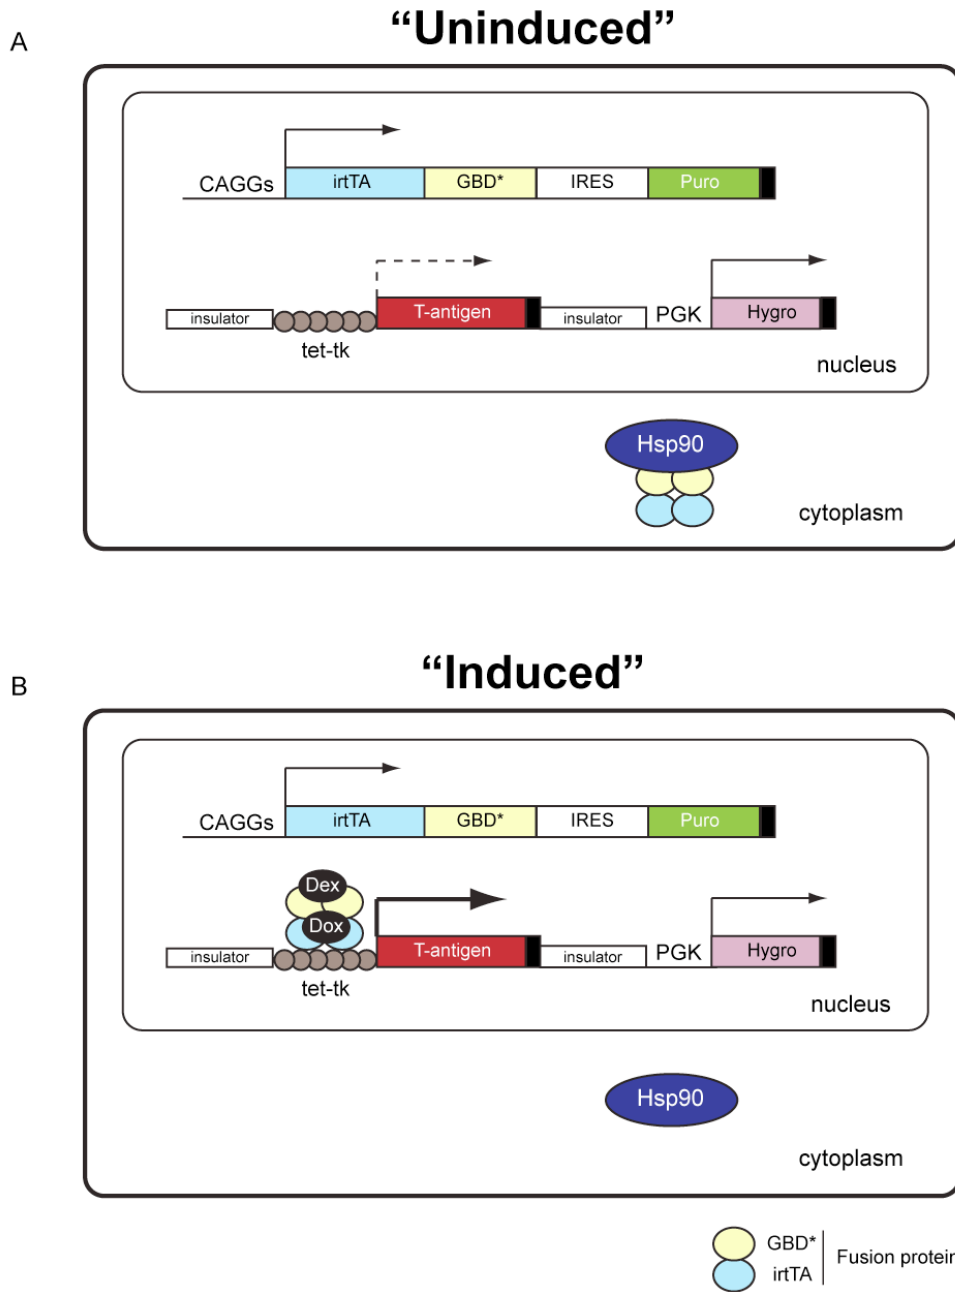 A
“Uninduced”
CAGGs irtTA GBD* IRES Puro
insulator T-antigen insulator PGK Hygro
tet-tk
nucleus
Hsp90
cytoplasm
B
“Induced”
CAGGs irtTA GBD* IRES Puro
Dex
Dox
insulator T-antigen insulator PGK Hygro
tet-tk
nucleus
Hsp90
cytoplasm
GBD*
irtTA
Fusion protein